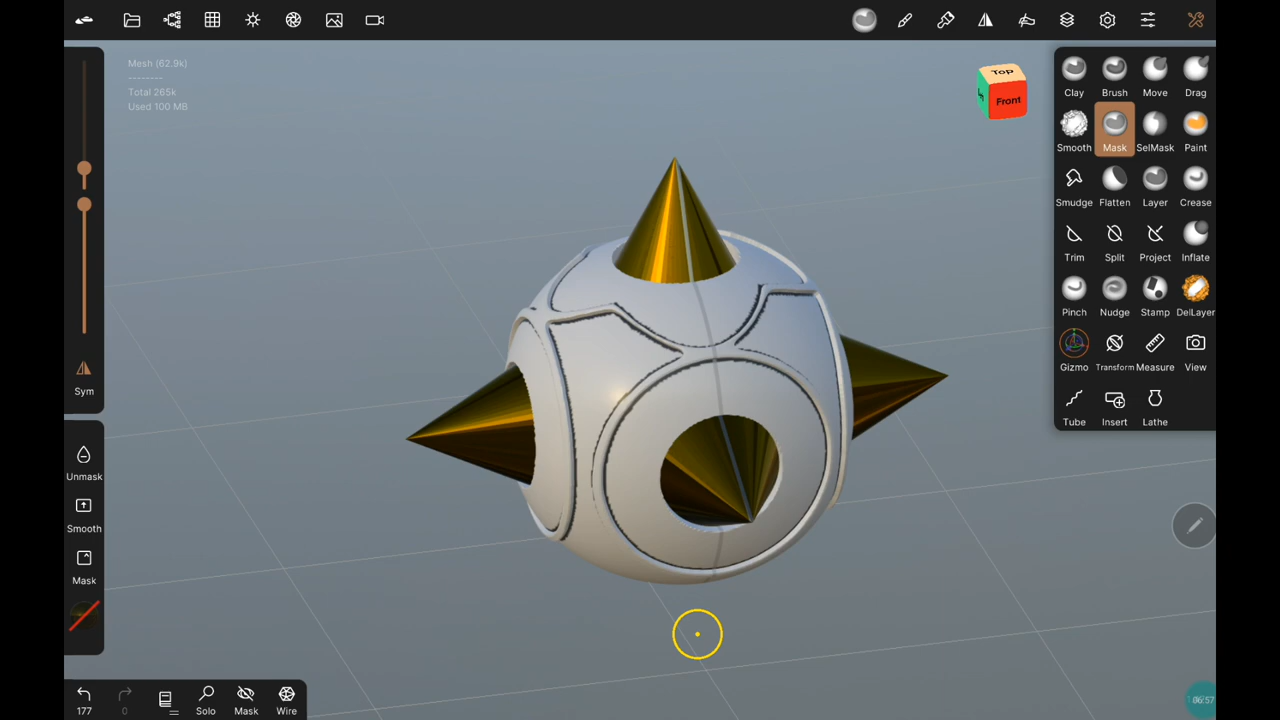 Mesh (62.9k)
--------
Total 265k
Used 100 MB
Top
Front
Clay Brush Move Drag
Smooth Mask SelMask Paint
Smudge Flatten Layer Crease
Trim Split Project Inflate
Pinch Nudge Stamp DelLayer
Gizmo Transform Measure View
Tube Insert Lathe
Sym
Unmask
Smooth
Mask
177 0 Solo Mask Wire
06:57